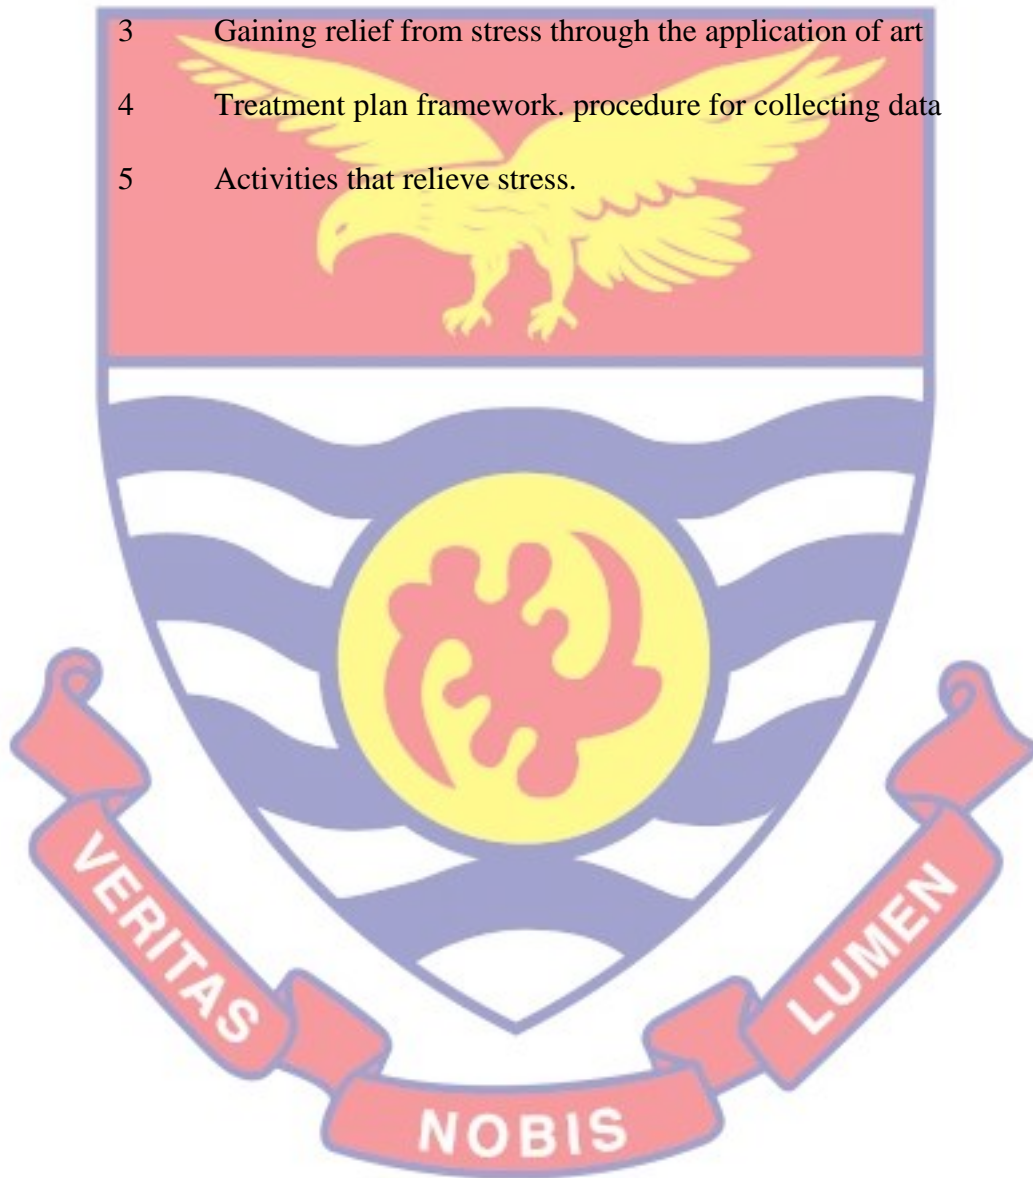 3 Gaining relief from stress through the application of art
4 Treatment plan framework. procedure for collecting data
5 Activities that relieve stress.
VERITAS
NOBIS
LUMEN